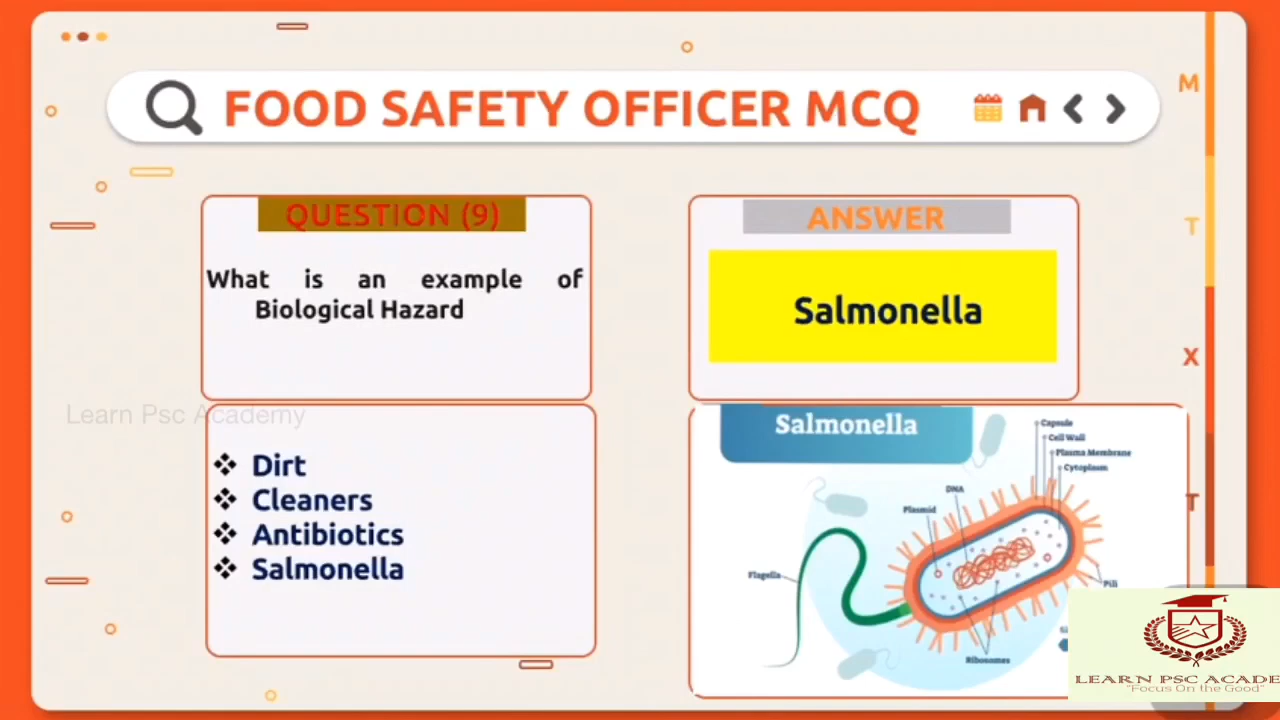 FOOD SAFETY OFFICER MCQ
M
T
X
T
QUESTION (9)
What is an example of
Biological Hazard
ANSWER
Salmonella
Learn Psc Academy
Dirt
Cleaners
Antibiotics
Salmonella
Salmonella
Capsule
Cell Wall
Plasma Membrane
Cytoplasm
DNA
Plasmid
Flagella
Pili
Ribosomes
LEARN PSC ACADE
"Focus On the Good"